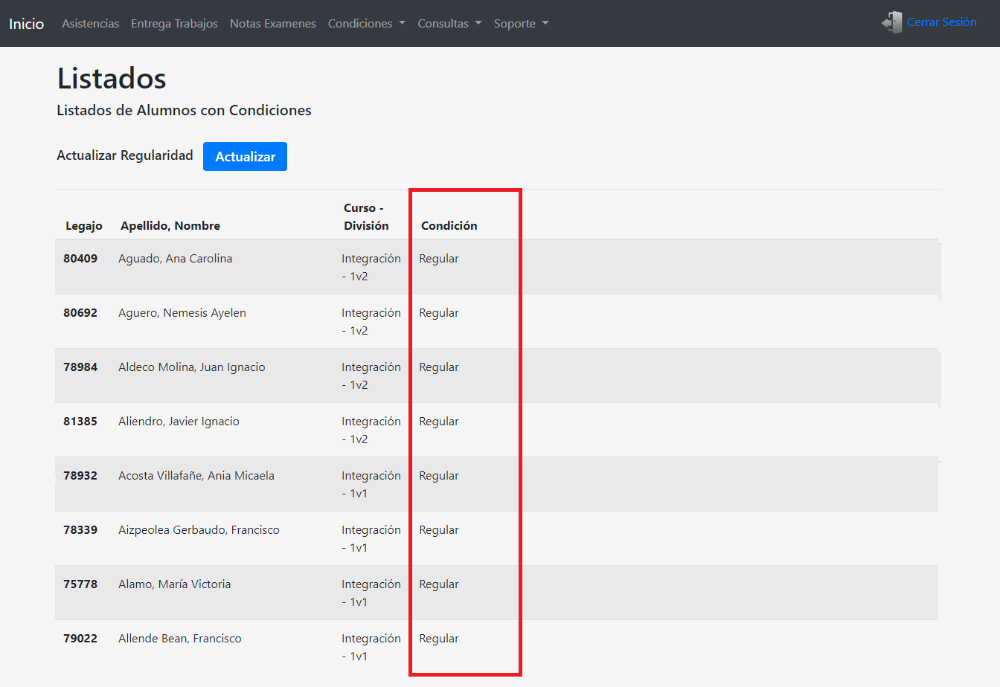 Inicio Asistencias Entrega Trabajos Notas Examenes Condiciones Consultas Soporte Cerrar Sesión
Listados
Listados de Alumnos con Condiciones
Actualizar Regularidad Actualizar
Curso -
Legajo Apellido, Nombre División Condición
80409 Aguado, Ana Carolina Integración Regular
- 1v2
80692 Aguero, Nemesis Ayelen Integración Regular
- 1v2
78984 Aldeco Molina, Juan Ignacio Integración Regular
- 1v2
81385 Aliendro, Javier Ignacio Integración Regular
- 1v2
78932 Acosta Villafañe, Ania Micaela Integración Regular
- 1v1
78339 Aizpeolea Gerbaudo, Francisco Integración Regular
- 1v1
75778 Alamo, María Victoria Integración Regular
- 1v1
79022 Allende Bean, Francisco Integración Regular
- 1v1